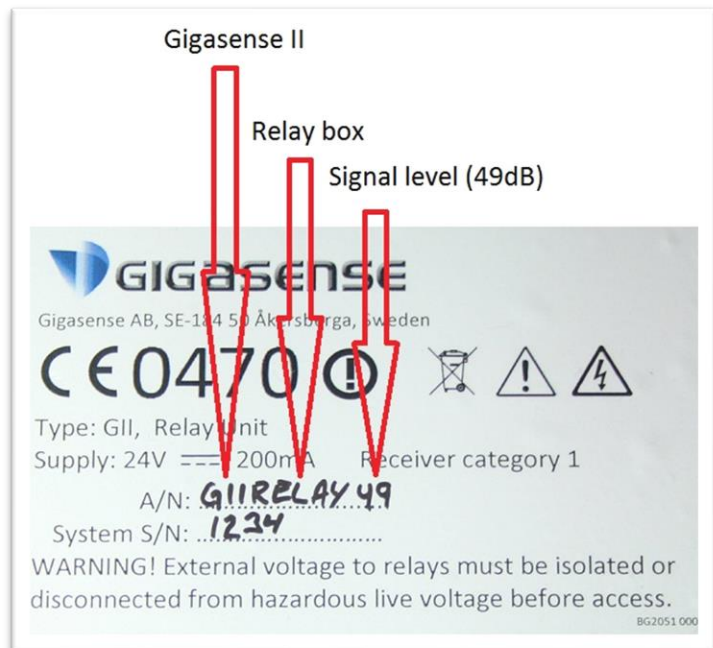 Gigasense II
Relay box
Signal level (49dB)
GIGASENSE
Gigasense AB, SE-184 50 Åkersberga, Sweden
CE0470
Type: GII, Relay Unit
Supply: 24V 200mA Receiver category 1
A/N: GIIRELAY 49
System S/N: 1234
WARNING! External voltage to relays must be isolated or
disconnected from hazardous live voltage before access.
BG2051 000